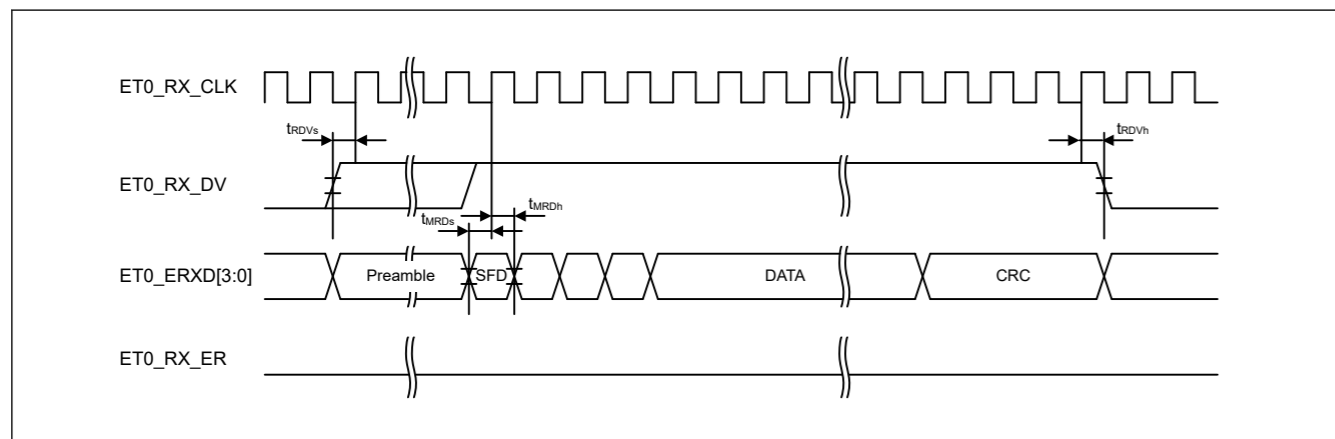 ET0_RX_CLK
tRDVs
tRDVh
ET0_RX_DV
tMRDs
tMRDh
ET0_ERXD[3:0]
Preamble
SFD
DATA
CRC
ET0_RX_ER